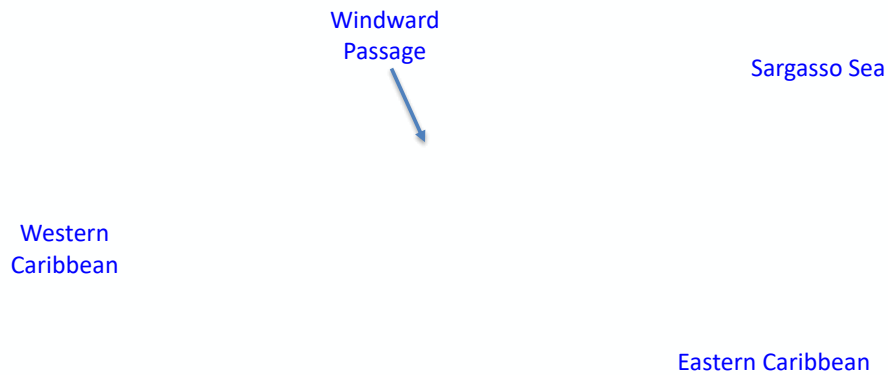 Windward
Passage
Sargasso Sea
Western
Caribbean
Eastern Caribbean